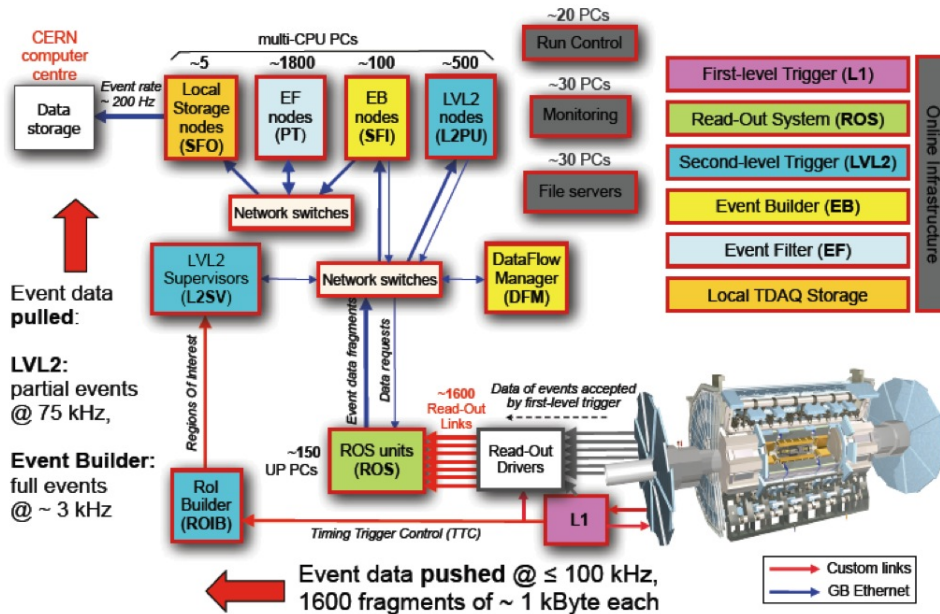 ~20 PCs
Run Control
~30 PCs
Monitoring
~30 PCs
File servers
CERN
computer
centre
Data
storage
Event rate
~ 200 Hz
multi-CPU PCs
~5
~1800
~100
~500
Local
Storage
nodes
(SFO)
EF
nodes
(PT)
EB
nodes
(SFI)
LVL2
nodes
(L2PU)
First-level Trigger (L1)
Read-Out System (ROS)
Second-level Trigger (LVL2)
Event Builder (EB)
Event Filter (EF)
Local TDAQ Storage
Online Infrastructure
Network switches
LVL2
Supervisors
(L2SV)
Network switches
DataFlow
Manager
(DFM)
Event data
pulled:
LVL2:
partial events
@ 75 kHz,
Event Builder:
full events
@ ~ 3 kHz
Regions Of Interest
Event data fragments
Data requests
~1600
Read-Out
Links
Data of events accepted
by first-level trigger
~150
UP PCs
ROS units
(ROS)
Read-Out
Drivers
RoI
Builder
(ROIB)
L1
Timing Trigger Control (TTC)
Event data pushed @ ≤ 100 kHz,
1600 fragments of ~ 1 kByte each
Custom links
GB Ethernet